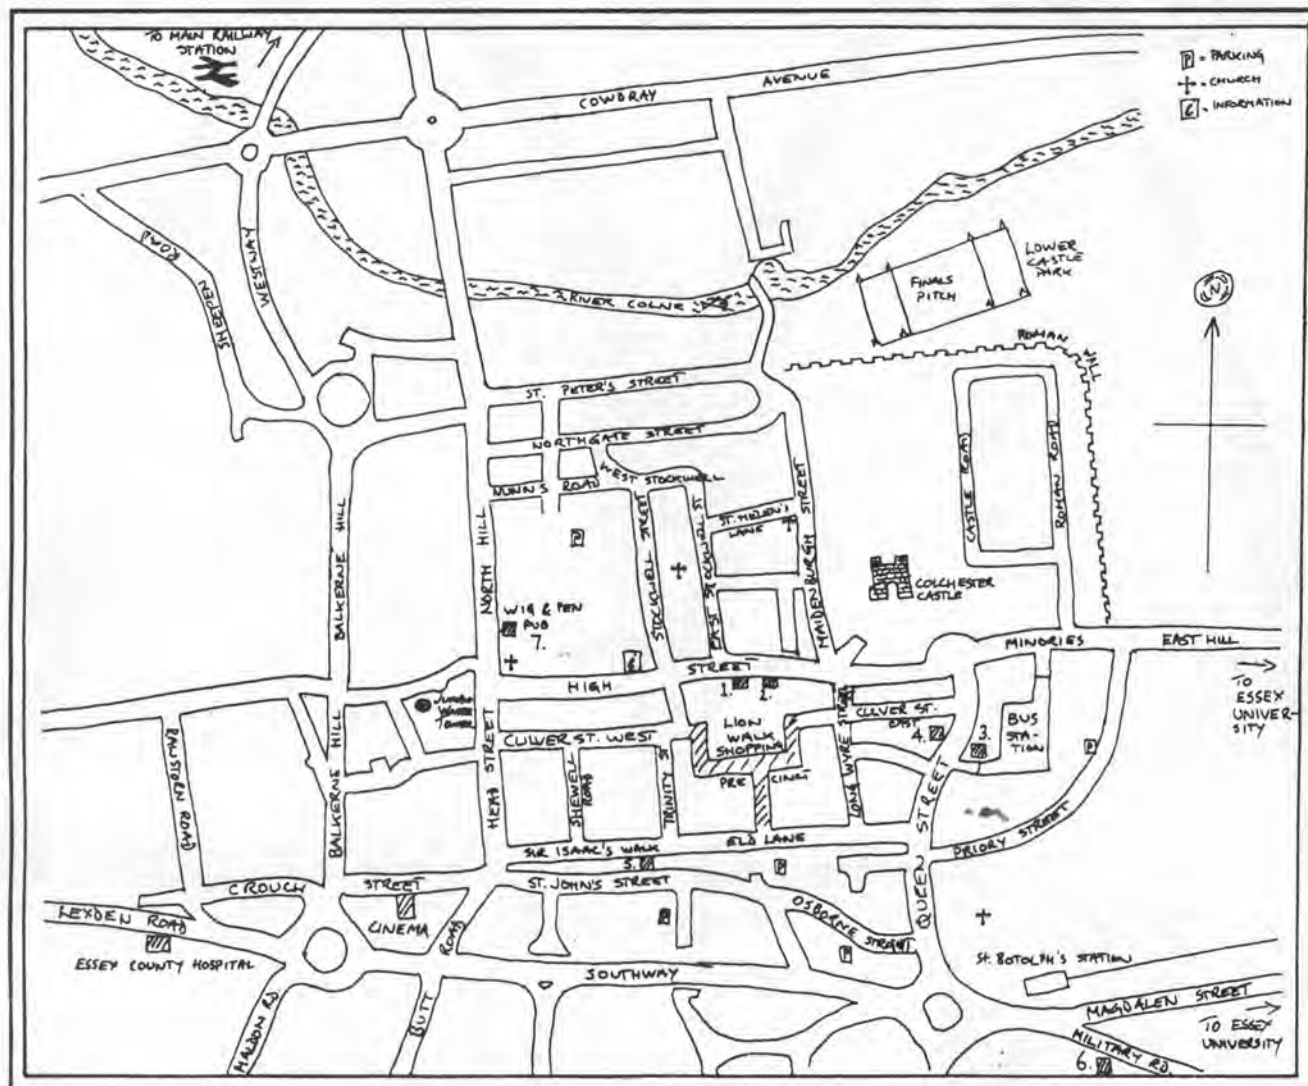 TO MAIN RAILWAY
STATION
P = PARKING
+ = CHURCH
i = INFORMATION
COWDRAY AVENUE
SHEEPEN ROAD
WESTWAY
RIVER COLNE
FINALS
PITCH
LOWER
CASTLE
PARK
N
ROMAN
ST. PETER'S STREET
NORTHGATE STREET
NUNN'S ROAD
WEST STOCKWELL
STOCKWELL STREET
EAST STOCKWELL ST
ST. HELEN'S
LANE
MAIDENBURGH STREET
CASTLE ROAD
ROMAN ROAD
COLCHESTER
CASTLE
BALKERNE HILL
NORTH HILL
P
WIG & PEN
PUB
7.
HIGH STREET
MINORIES
EAST HILL
TO
ESSEX
UNIVER-
SITY
1.
2.
LION
WALK
SHOPPING
PRECINCT
CULVER ST.
EAST
4.
3.
BUS
STA-
TION
P
CULVER ST. WEST
HEAD STREET
SHEWELL
ROAD
TRINITY ST
LONG WYRE STREET
QUEEN STREET
PRIORY STREET
BALKERNE HILL
SIR ISAAC'S WALK
ELD LANE
5.
P
CROUCH STREET
ST. JOHN'S STREET
OSBORNE STREET
P
P
LEXDEN ROAD
CINEMA
ESSEX COUNTY HOSPITAL
BUTT ROAD
MALDON RD.
SOUTHWAY
ST. BOTOLPH'S STATION
MAGDALEN STREET
TO ESSEX
UNIVERSITY
MILITARY RD.
6.